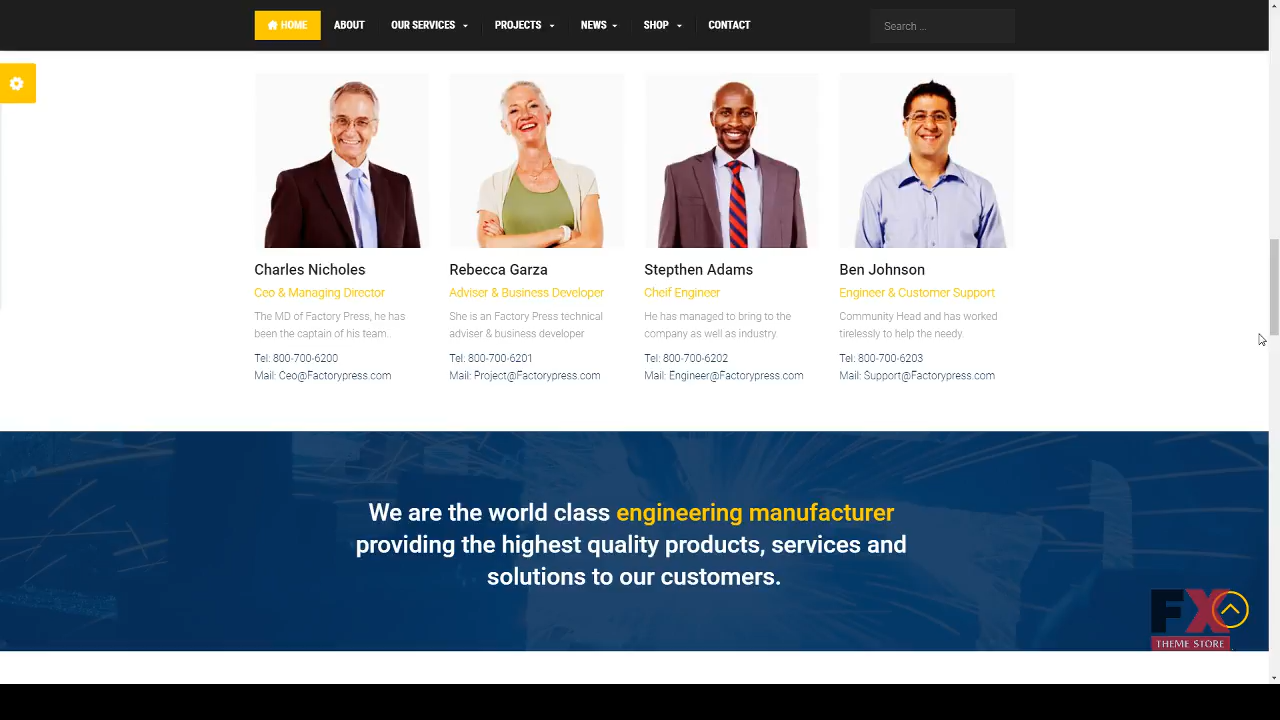 HOME ABOUT OUR SERVICES PROJECTS NEWS SHOP CONTACT Search ...
Charles Nicholes
Ceo & Managing Director
The MD of Factory Press, he has
been the captain of his team..
Tel: 800-700-6200
Mail: Ceo@Factorypress.com
Rebecca Garza
Adviser & Business Developer
She is an Factory Press technical
adviser & business developer
Tel: 800-700-6201
Mail: Project@Factorypress.com
Stepthen Adams
Cheif Engineer
He has managed to bring to the
company as well as industry.
Tel: 800-700-6202
Mail: Engineer@Factorypress.com
Ben Johnson
Engineer & Customer Support
Community Head and has worked
tirelessly to help the needy.
Tel: 800-700-6203
Mail: Support@Factorypress.com
We are the world class engineering manufacturer
providing the highest quality products, services and
solutions to our customers.
FX
THEME STORE